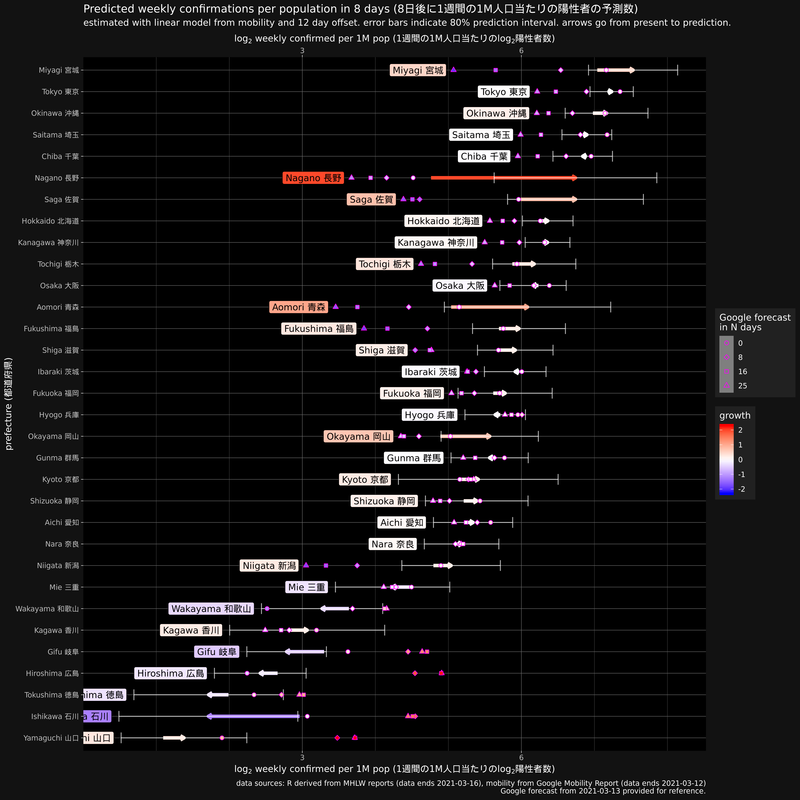 Predicted weekly confirmations per population in 8 days (8日後に1週間の1M人口当たりの陽性者の予測数)
estimated with linear model from mobility and 12 day offset. error bars indicate 80% prediction interval. arrows go from present to prediction.
log2 weekly confirmed per 1M pop (1週間の1M人口当たりのlog2陽性者数)
3 6
Miyagi 宮城 Miyagi 宮城
Tokyo 東京 Tokyo 東京
Okinawa 沖縄 Okinawa 沖縄
Saitama 埼玉 Saitama 埼玉
Chiba 千葉 Chiba 千葉
Nagano 長野 Nagano 長野
Saga 佐賀 Saga 佐賀
Hokkaido 北海道 Hokkaido 北海道
Kanagawa 神奈川 Kanagawa 神奈川
Tochigi 栃木 Tochigi 栃木
Osaka 大阪 Osaka 大阪
Aomori 青森 Aomori 青森
Fukushima 福島 Fukushima 福島
Shiga 滋賀 Shiga 滋賀
Ibaraki 茨城 Ibaraki 茨城
Fukuoka 福岡 Fukuoka 福岡
Hyogo 兵庫 Hyogo 兵庫
Okayama 岡山 Okayama 岡山
Gunma 群馬 Gunma 群馬
Kyoto 京都 Kyoto 京都
Shizuoka 静岡 Shizuoka 静岡
Aichi 愛知 Aichi 愛知
Nara 奈良 Nara 奈良
Niigata 新潟 Niigata 新潟
Mie 三重 Mie 三重
Wakayama 和歌山 Wakayama 和歌山
Kagawa 香川 Kagawa 香川
Gifu 岐阜 Gifu 岐阜
Hiroshima 広島 Hiroshima 広島
Tokushima 徳島 ima 徳島
Ishikawa 石川 a 石川
Yamaguchi 山口 hi 山口
3 6
log2 weekly confirmed per 1M pop (1週間の1M人口当たりのlog2陽性者数)
prefecture (都道府県)
Google forecast
in N days
0
8
16
25
growth
2
1
0
-1
-2
data sources: R derived from MHLW reports (data ends 2021-03-16), mobility from Google Mobility Report (data ends 2021-03-12)
Google forecast from 2021-03-13 provided for reference.